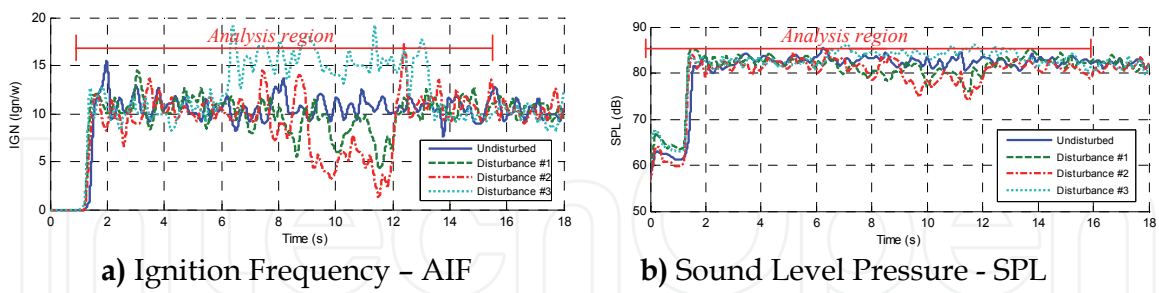 Analysis region
IGN (Ign/w)
20
15
10
5
0
Undisturbed
Disturbance #1
Disturbance #2
Disturbance #3
0 2 4 6 8 10 12 14 16 18
Time (s)
a) Ignition Frequency – AIF
Analysis region
SPL (dB)
90
80
70
60
50
Undisturbed
Disturbance #1
Disturbance #2
Disturbance #3
0 2 4 6 8 10 12 14 16 18
Time (s)
b) Sound Level Pressure - SPL